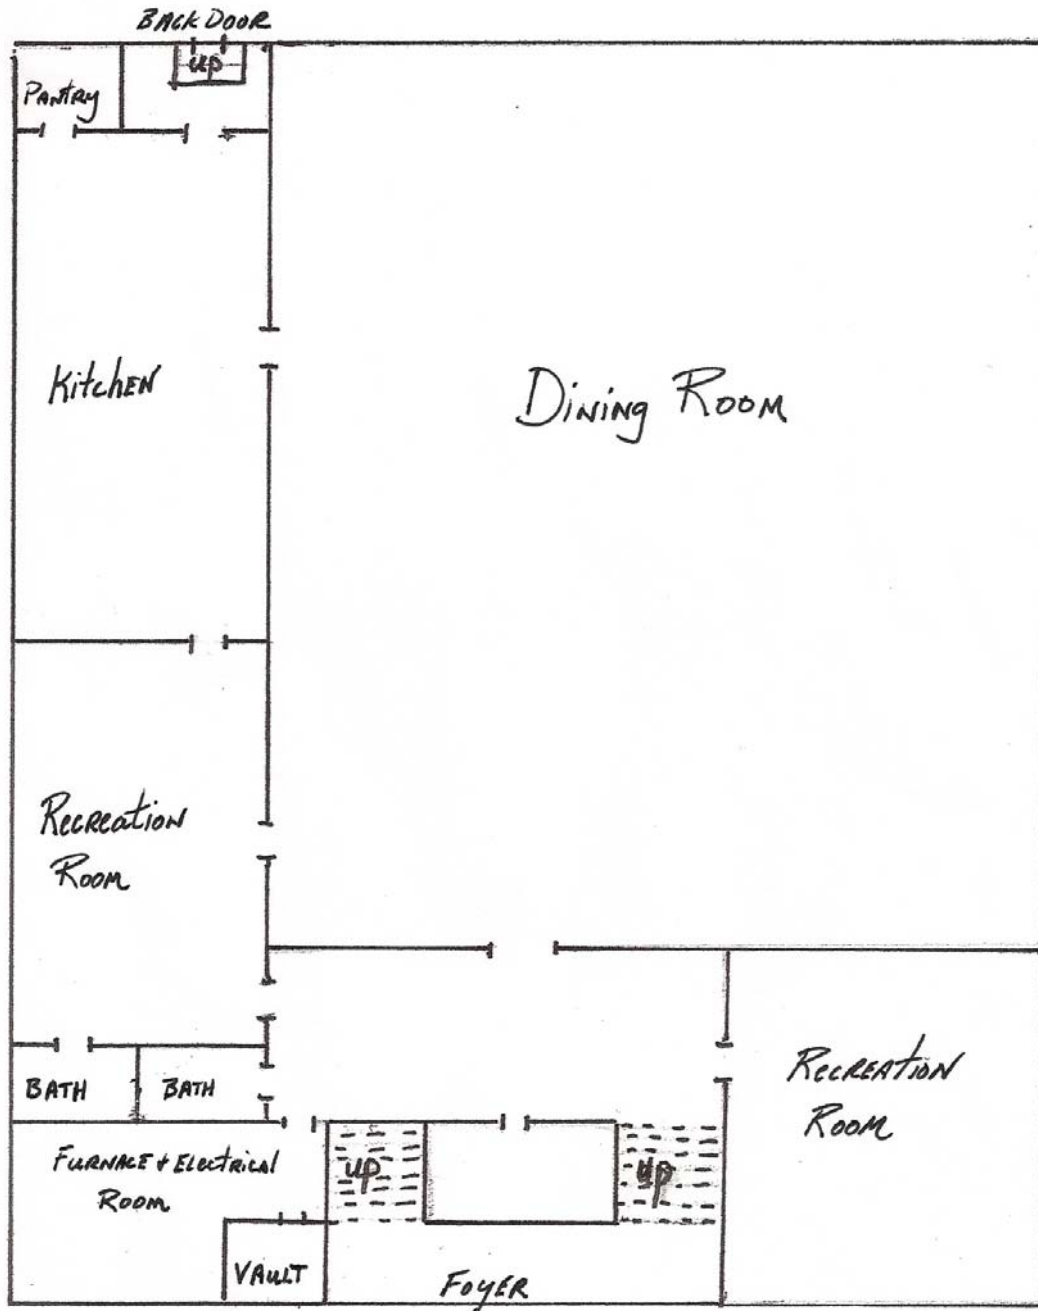 BACK DOOR
up
PANTRY
KitchEN
DiNiNg ROOM
RECREatiON
ROOM
RECREATION
ROOM
BATH
BATH
FURNACE + ElEctRicAl
ROOM
up
up
VAULT
FOYER